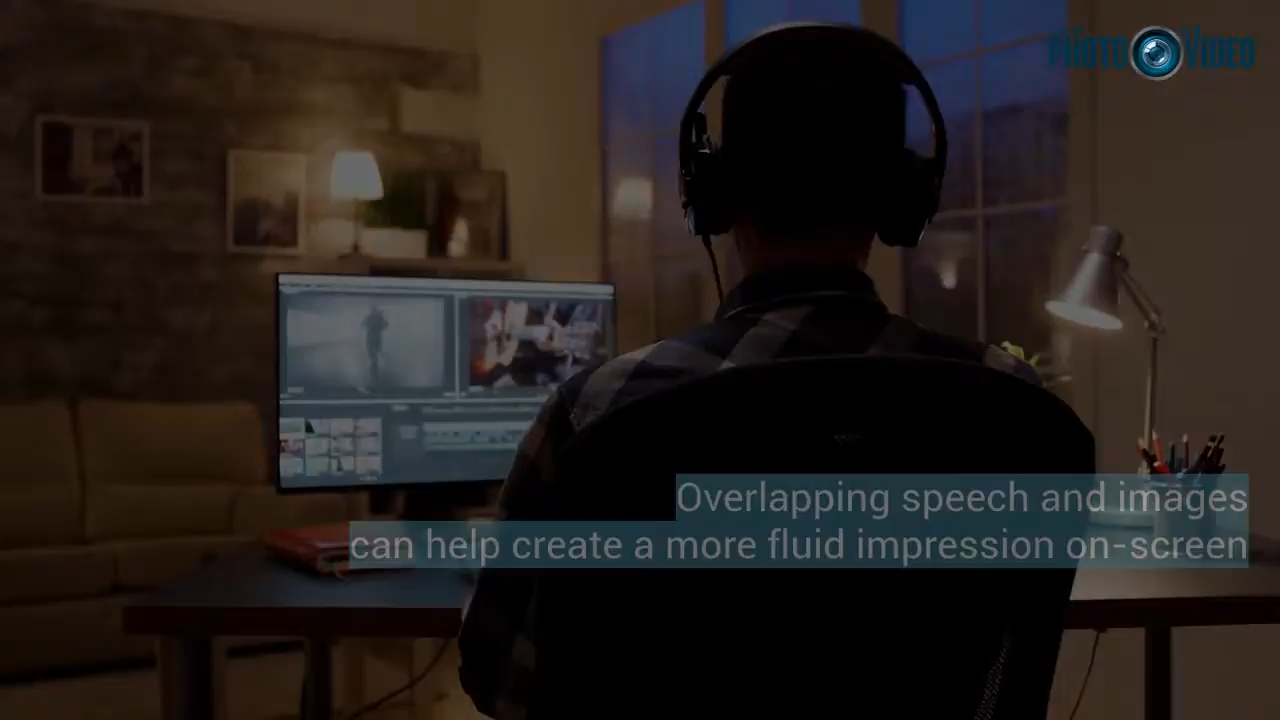 PHOTO VIDEO
Overlapping speech and images
can help create a more fluid impression on-screen